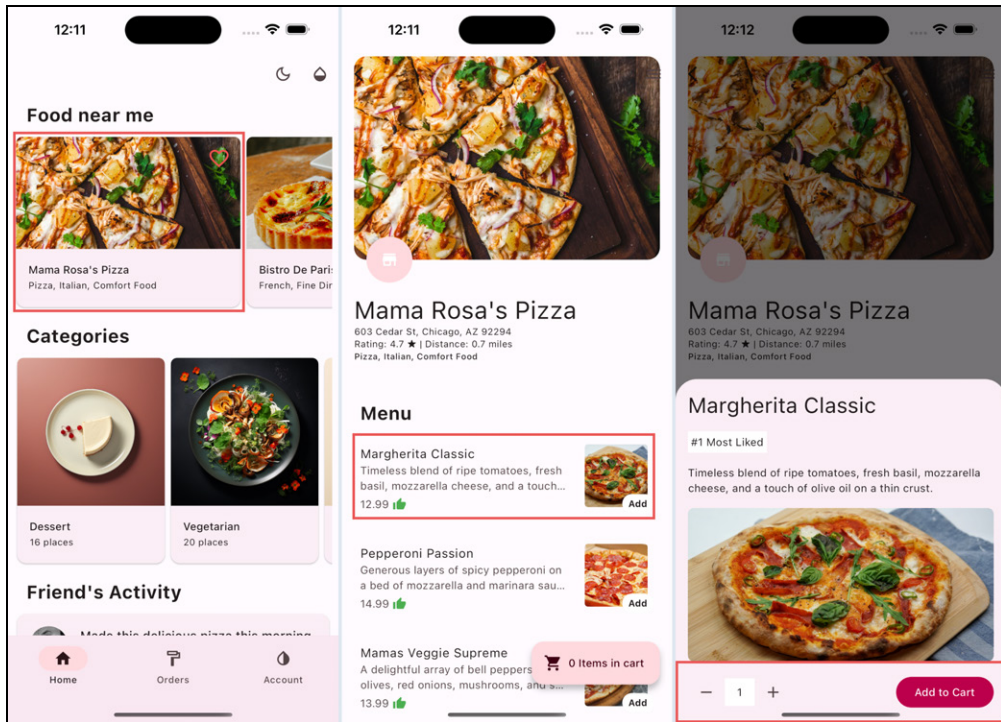 12:11
Food near me
Mama Rosa's Pizza
Pizza, Italian, Comfort Food
Bistro De Paris
French, Fine Din
Categories
Dessert
16 places
Vegetarian
20 places
Friend's Activity
Made this delicious pizza this morning
Home
Orders
Account
12:11
Mama Rosa's Pizza
603 Cedar St, Chicago, AZ 92294
Rating: 4.7 ★ | Distance: 0.7 miles
Pizza, Italian, Comfort Food
Menu
Margherita Classic
Timeless blend of ripe tomatoes, fresh
basil, mozzarella cheese, and a touch...
12.99
Add
Pepperoni Passion
Generous layers of spicy pepperoni on
a bed of mozzarella and marinara sau...
14.99
Add
Mamas Veggie Supreme
A delightful array of bell peppers
olives, red onions, mushrooms, and s...
13.99
Add
0 Items in cart
12:12
Mama Rosa's Pizza
603 Cedar St, Chicago, AZ 92294
Rating: 4.7 ★ | Distance: 0.7 miles
Pizza, Italian, Comfort Food
Margherita Classic
#1 Most Liked
Timeless blend of ripe tomatoes, fresh basil, mozzarella
cheese, and a touch of olive oil on a thin crust.
1
Add to Cart